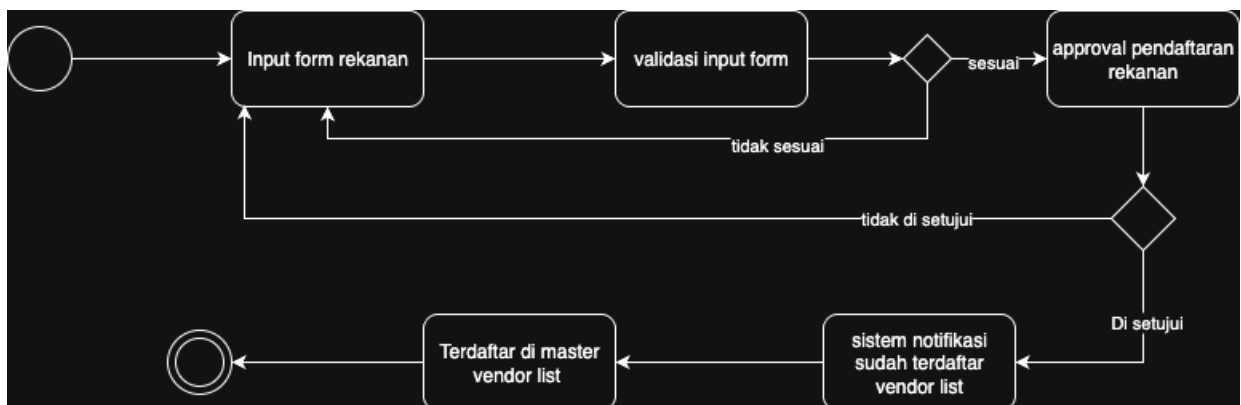 Input form rekanan
validasi input form
sesuai
approval pendaftaran
rekanan
tidak sesuai
tidak di setujui
Di setujui
sistem notifikasi
sudah terdaftar
vendor list
Terdaftar di master
vendor list